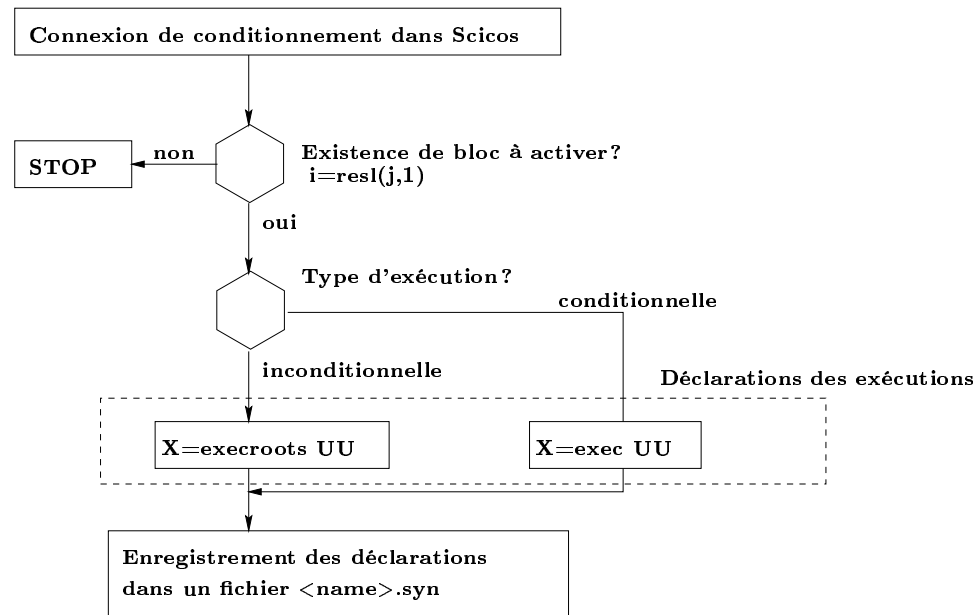 Connexion de conditionnement dans Scicos
non
STOP
Existence de bloc à activer?
i=resl(j,1)
oui
Type d'exécution?
conditionnelle
inconditionnelle
Déclarations des exécutions
X=execroots UU
X=exec UU
Enregistrement des déclarations
dans un fichier <name>.syn